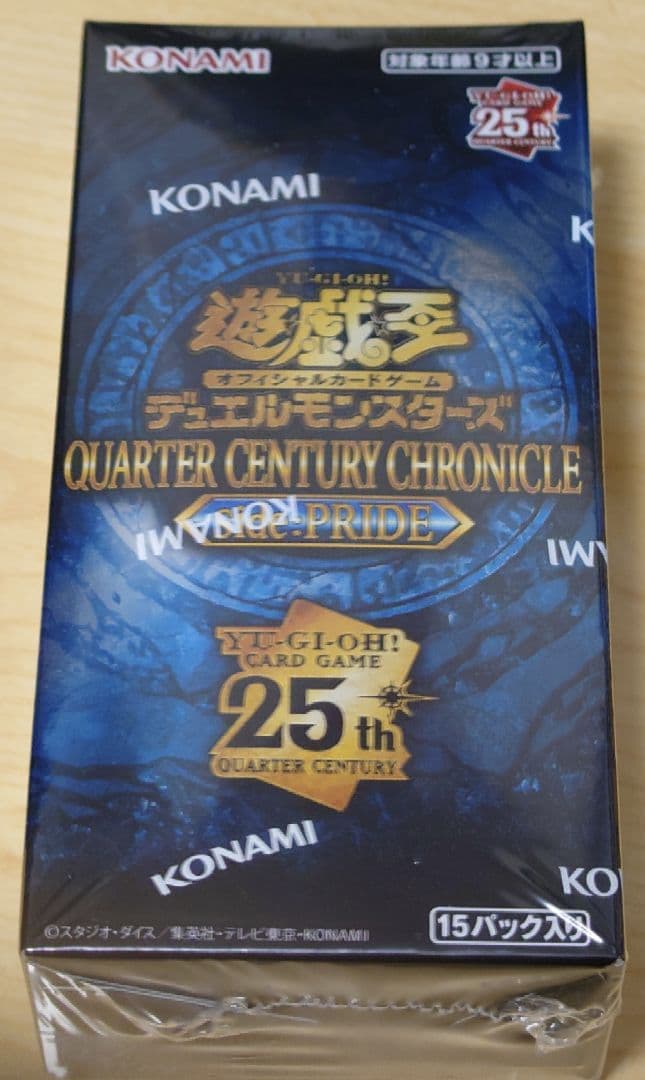 KONAMI
対象年齢9才以上
YU-GI-OH!
CARD GAME
25th
QUARTER CENTURY
KONAMI
K
YU-GI-OH!
遊戯王
オフィシャルカードゲーム
デュエルモンスターズ
QUARTER CENTURY CHRONICLE
side:PRIDE
KONAMI
AMI
YU-GI-OH!
CARD GAME
25th
QUARTER CENTURY
KONAMI
KO
©スタジオ・ダイス/集英社・テレビ東京・KONAMI
15パック入り